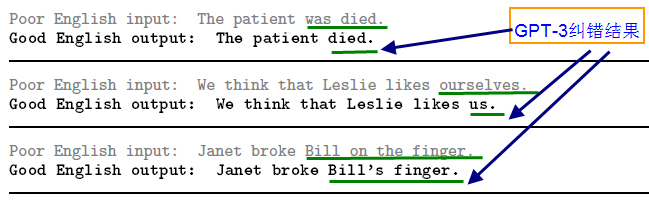 Poor English input: The patient was died.
Good English output: The patient died.
GPT-3纠错结果
Poor English input: We think that Leslie likes ourselves.
Good English output: We think that Leslie likes us.
Poor English input: Janet broke Bill on the finger.
Good English output: Janet broke Bill's finger.